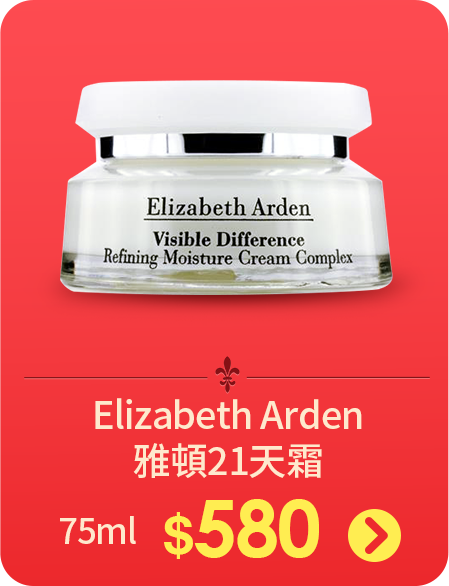 Elizabeth Arden
Visible Difference
Refining Moisture Cream Complex
Elizabeth Arden
雅頓21天霜
75ml $580